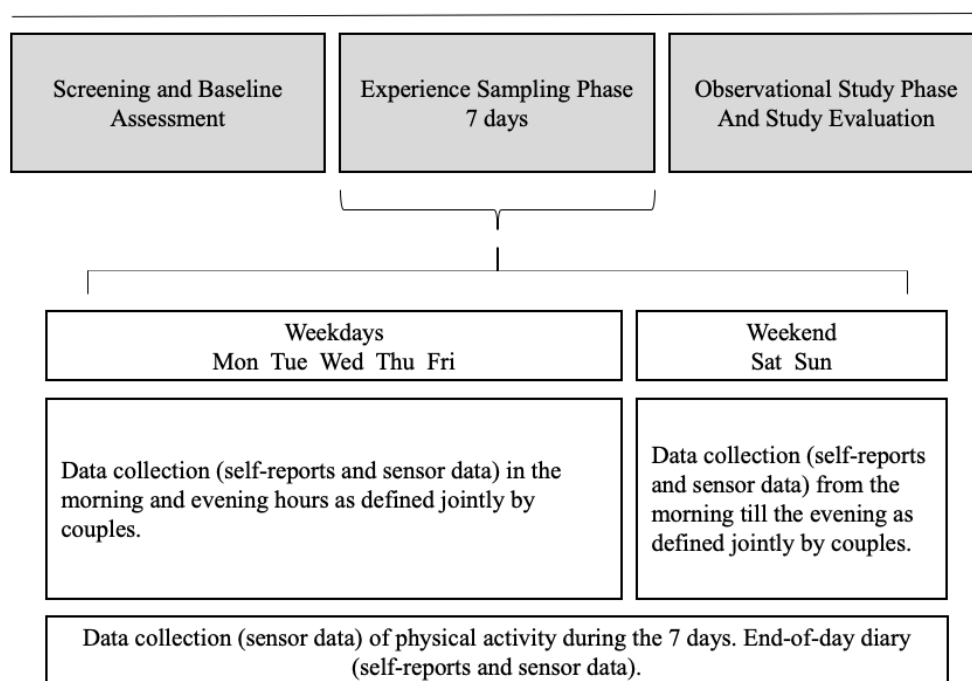 Screening and Baseline
Assessment
Experience Sampling Phase
7 days
Observational Study Phase
And Study Evaluation
Weekdays
Mon Tue Wed Thu Fri
Weekend
Sat Sun
Data collection (self-reports and sensor data) in the
morning and evening hours as defined jointly by
couples.
Data collection (self-reports
and sensor data) from the
morning till the evening as
defined jointly by couples.
Data collection (sensor data) of physical activity during the 7 days. End-of-day diary
(self-reports and sensor data).